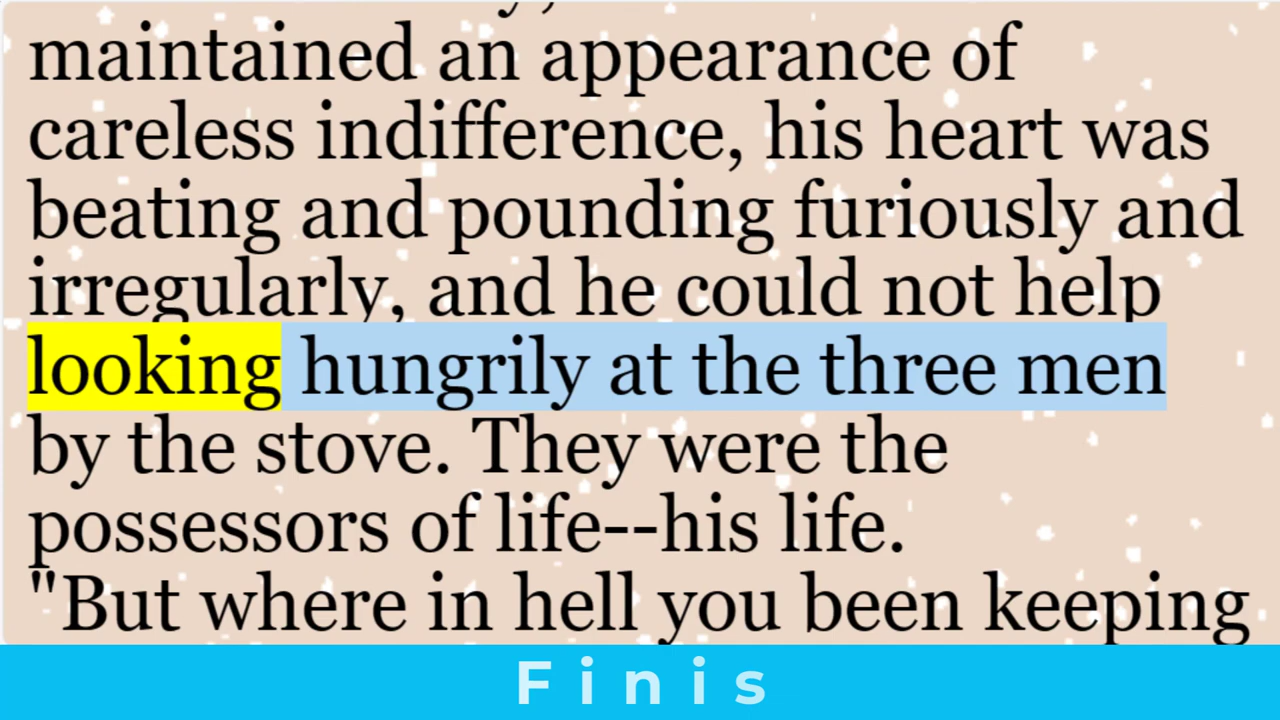 maintained an appearance of
careless indifference, his heart was
beating and pounding furiously and
irregularly, and he could not help
looking hungrily at the three men
by the stove. They were the
possessors of life--his life.
"But where in hell you been keeping
Finis